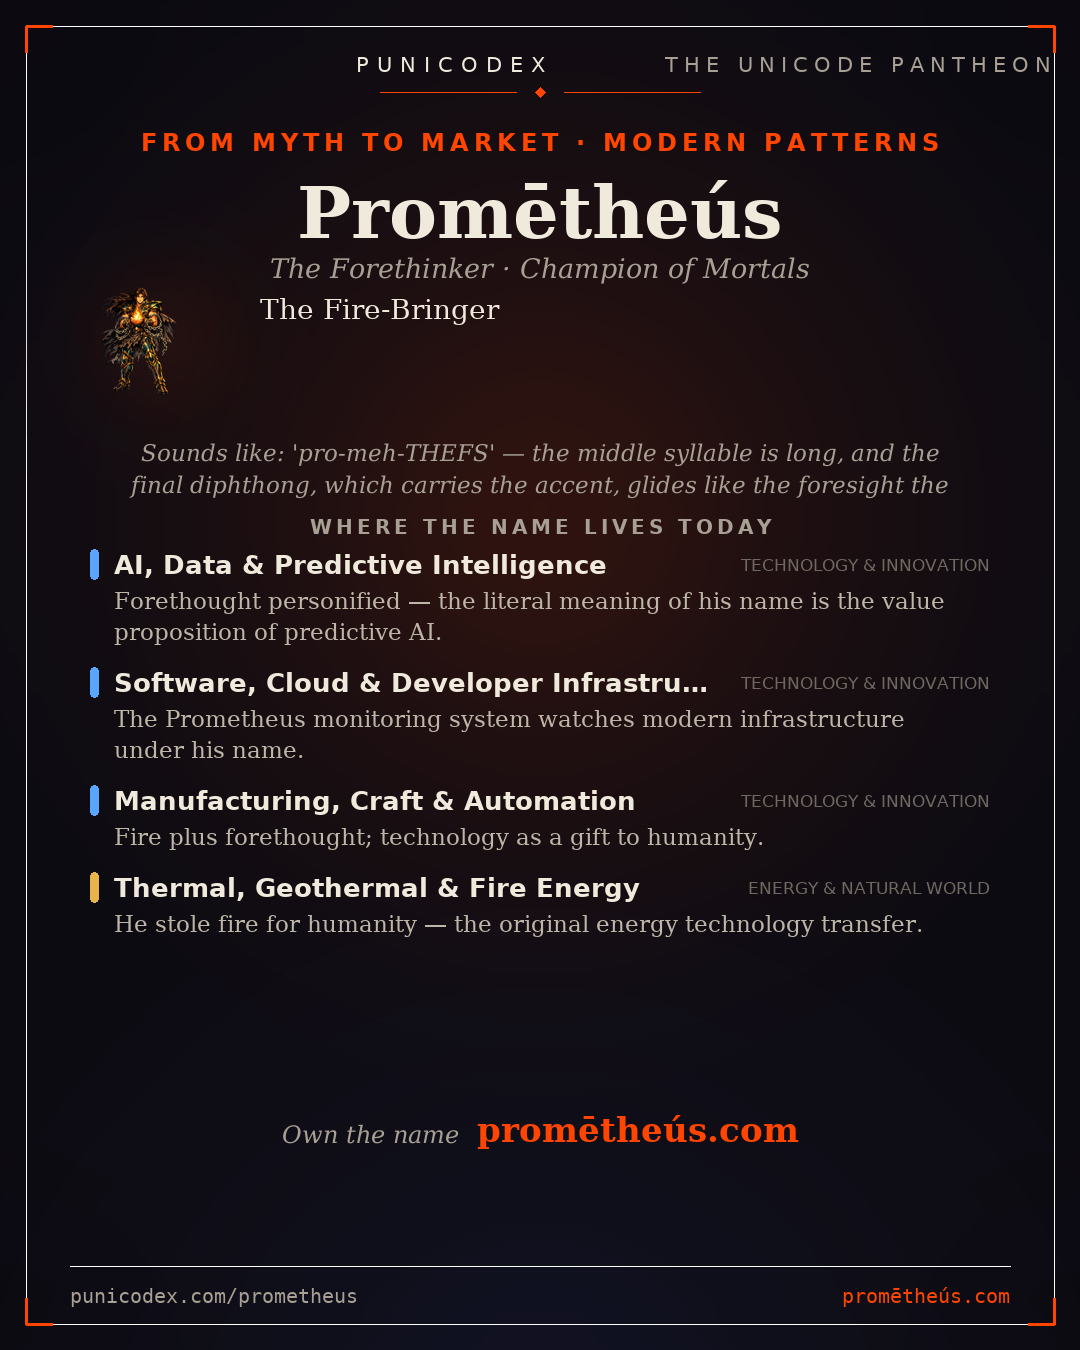 PUNICODEX THE UNICODE PANTHEON
FROM MYTH TO MARKET · MODERN PATTERNS
Promētheús
The Forethinker · Champion of Mortals
The Fire-Bringer
Sounds like: 'pro-meh-THEFS' — the middle syllable is long, and the
final diphthong, which carries the accent, glides like the foresight the
WHERE THE NAME LIVES TODAY
AI, Data & Predictive Intelligence TECHNOLOGY & INNOVATION
Forethought personified — the literal meaning of his name is the value
proposition of predictive AI.
Software, Cloud & Developer Infrastru... TECHNOLOGY & INNOVATION
The Prometheus monitoring system watches modern infrastructure
under his name.
Manufacturing, Craft & Automation TECHNOLOGY & INNOVATION
Fire plus forethought; technology as a gift to humanity.
Thermal, Geothermal & Fire Energy ENERGY & NATURAL WORLD
He stole fire for humanity — the original energy technology transfer.
Own the name promētheús.com
punicodex.com/prometheus promētheús.com